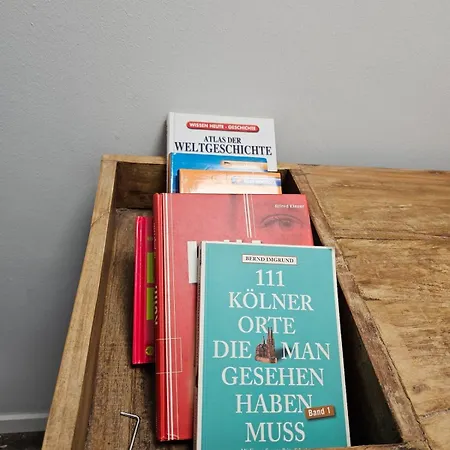 WISSEN HEUTE - GESCHICHTE
ATLAS DER
WELTGESCHICHTE
BERND IMGRUND
111
KÖLNER
ORTE
DIE MAN
GESEHEN
HABEN
MUSS
Band 1